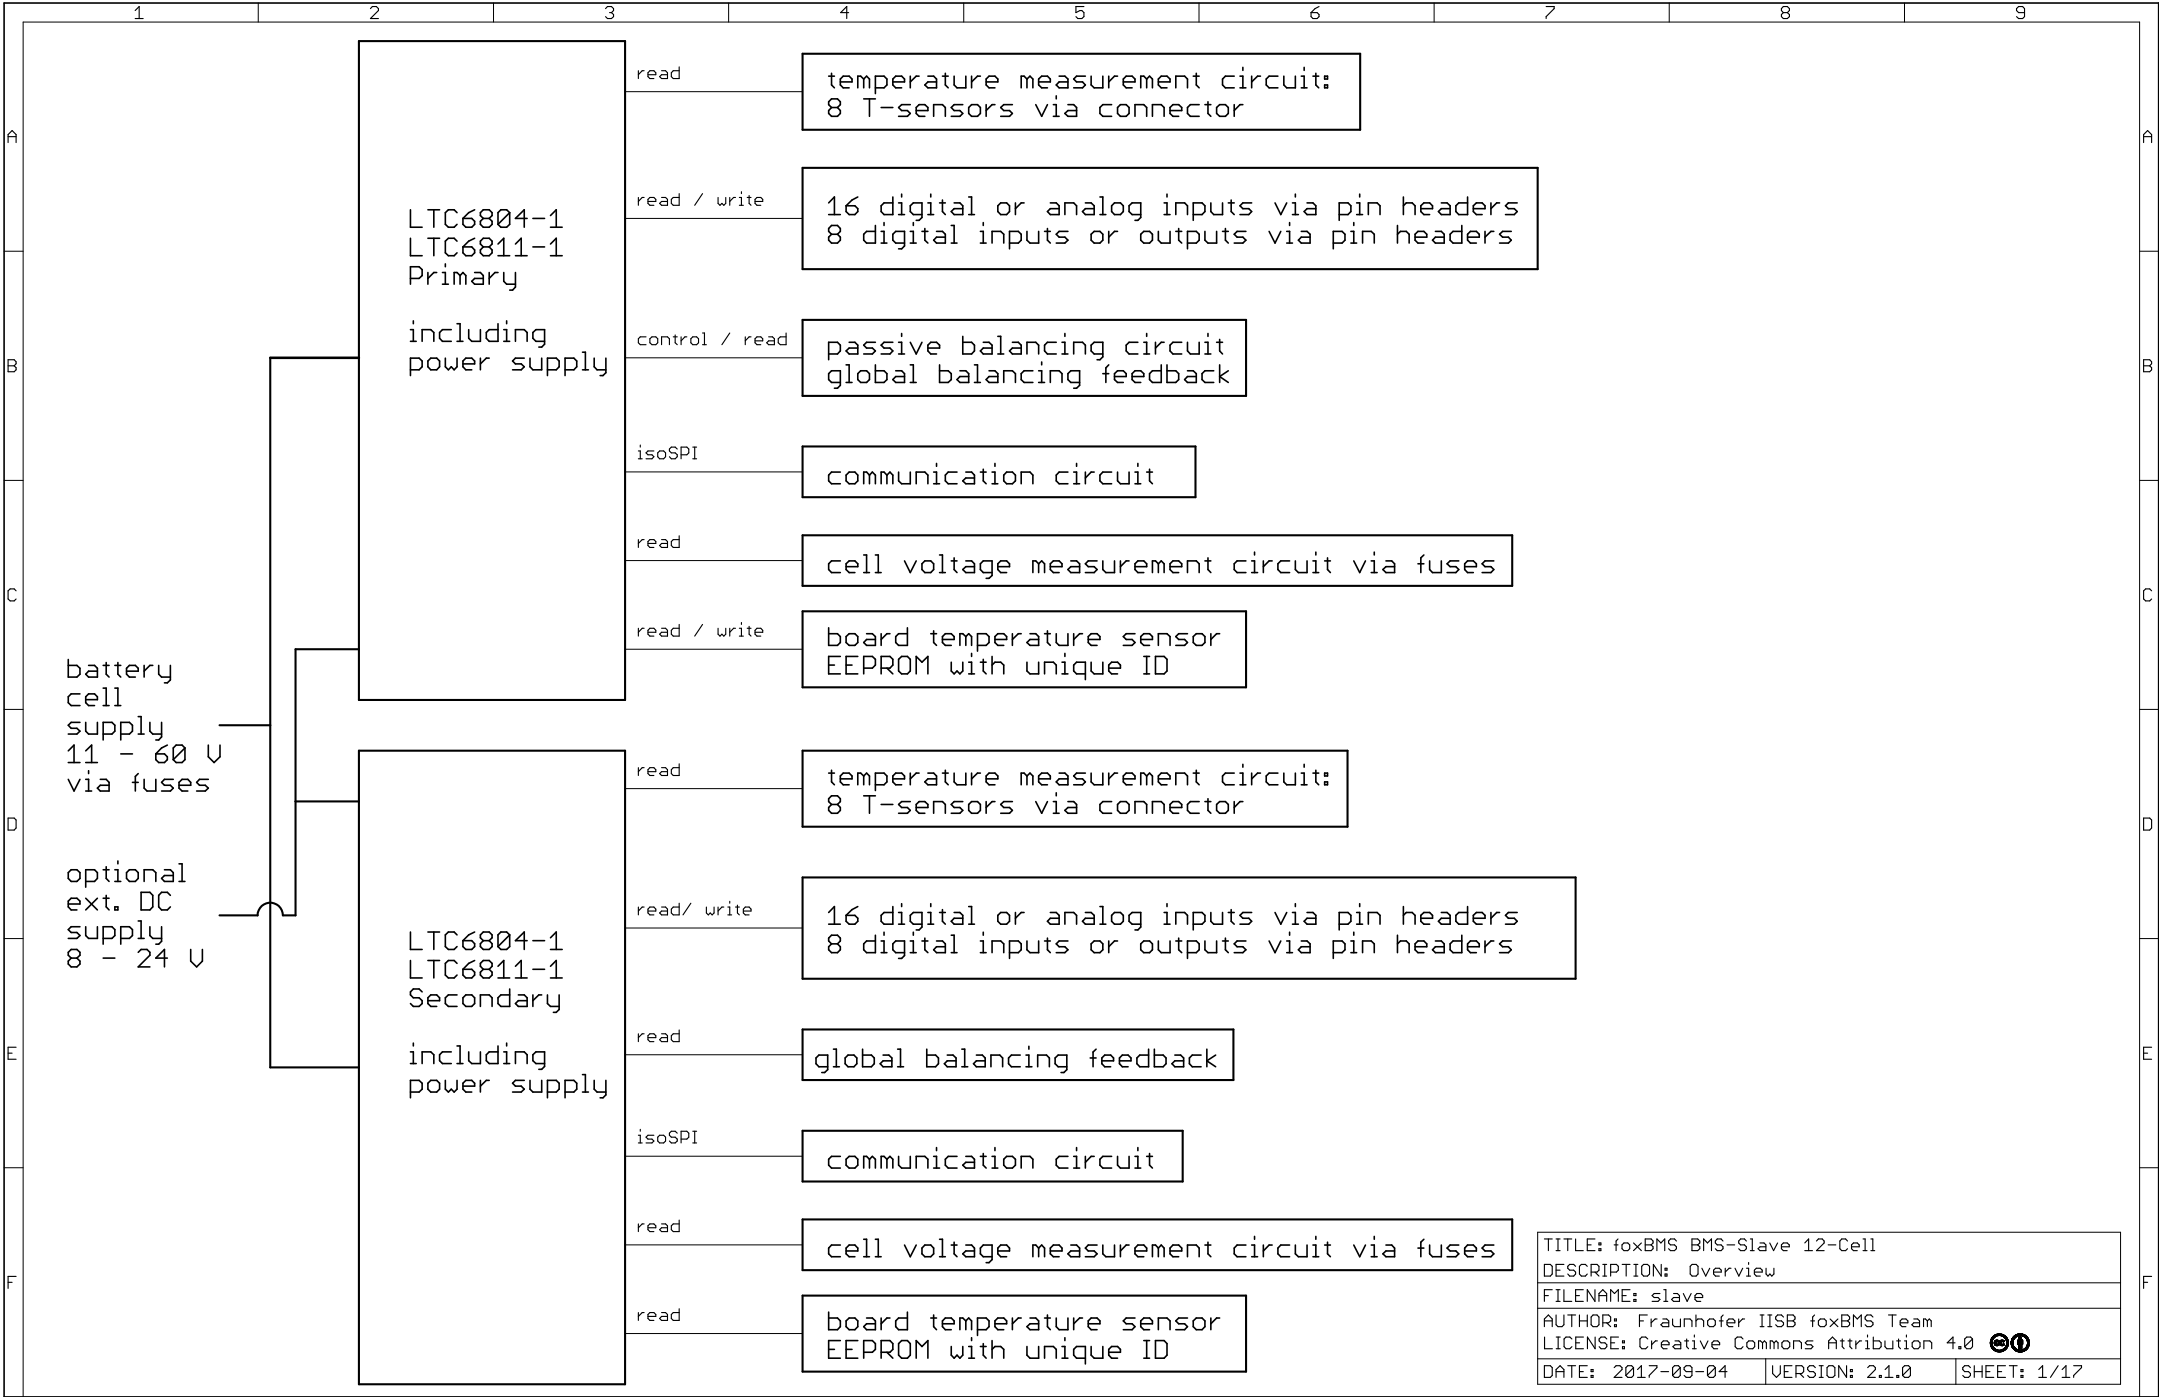 1 2 3 4 5 6 7 8 9
A A
B B
C C
D D
E E
F F
battery
cell
supply
11 - 60 V
via fuses
optional
ext. DC
supply
8 - 24 V
LTC6804-1
LTC6811-1
Primary
including
power supply
read
temperature measurement circuit:
8 T-sensors via connector
read / write
16 digital or analog inputs via pin headers
8 digital inputs or outputs via pin headers
control / read
passive balancing circuit
global balancing feedback
isoSPI
communication circuit
read
cell voltage measurement circuit via fuses
read / write
board temperature sensor
EEPROM with unique ID
LTC6804-1
LTC6811-1
Secondary
including
power supply
read
temperature measurement circuit:
8 T-sensors via connector
read/ write
16 digital or analog inputs via pin headers
8 digital inputs or outputs via pin headers
read
global balancing feedback
isoSPI
communication circuit
read
cell voltage measurement circuit via fuses
read
board temperature sensor
EEPROM with unique ID
TITLE: foxBMS BMS-Slave 12-Cell
DESCRIPTION: Overview
FILENAME: slave
AUTHOR: Fraunhofer IISB foxBMS Team
LICENSE: Creative Commons Attribution 4.0
DATE: 2017-09-04 VERSION: 2.1.0 SHEET: 1/17